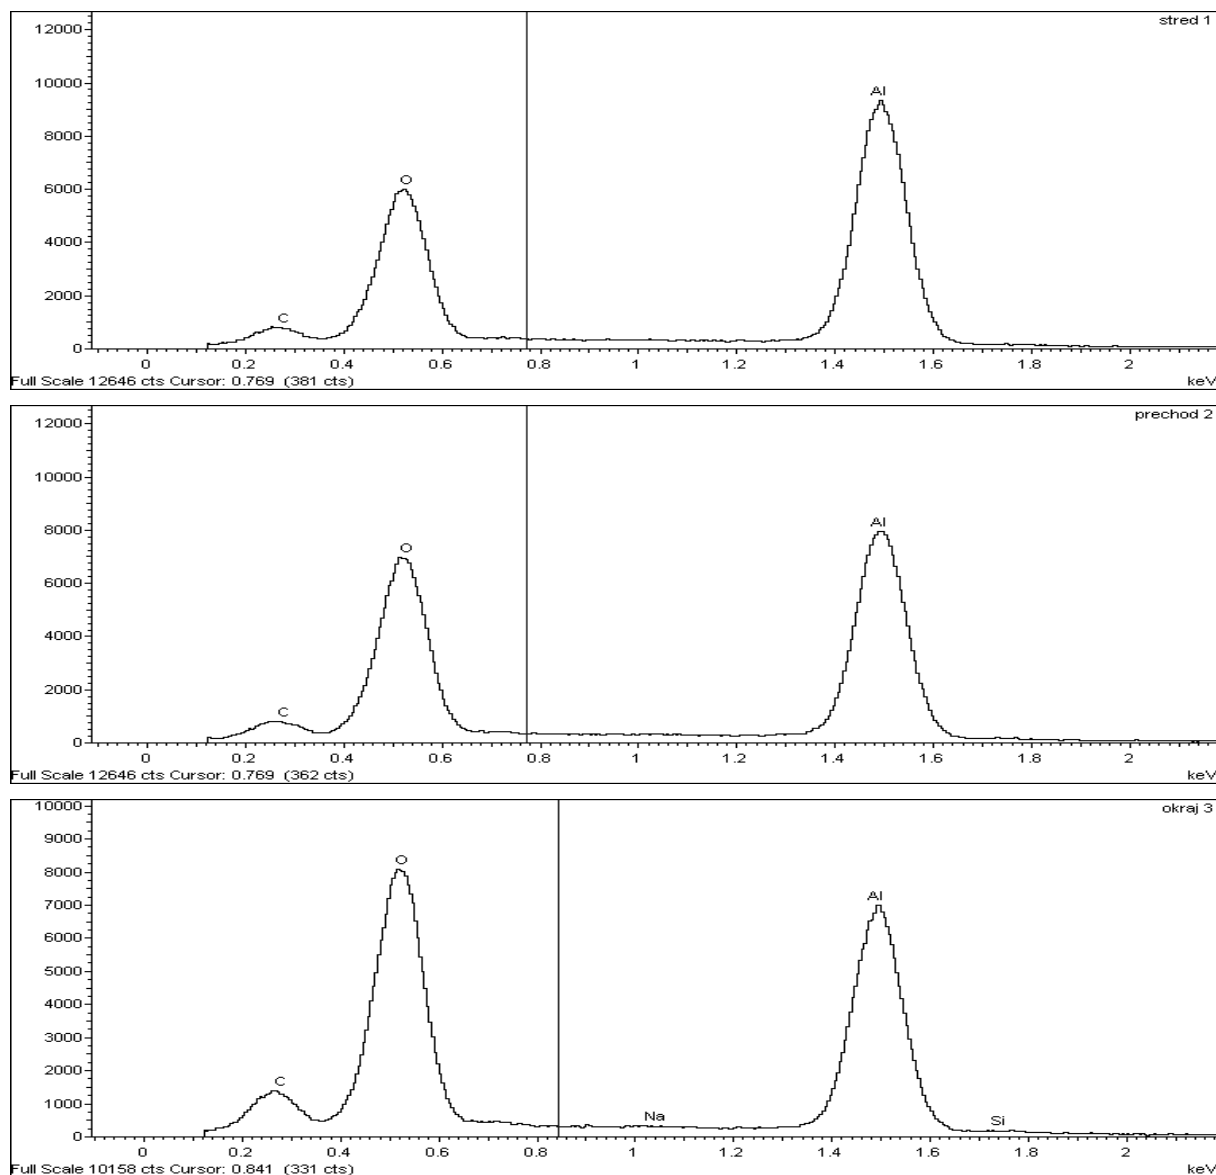 stred 1
12000
10000
8000
6000
4000
2000
0
Al
O
C
0 0.2 0.4 0.6 0.8 1 1.2 1.4 1.6 1.8 2
Full Scale 12646 cts Cursor: 0.769 (381 cts) keV
prechod 2
12000
10000
8000
6000
4000
2000
0
Al
O
C
0 0.2 0.4 0.6 0.8 1 1.2 1.4 1.6 1.8 2
Full Scale 12646 cts Cursor: 0.769 (362 cts) keV
okraj 3
10000
9000
8000
7000
6000
5000
4000
3000
2000
1000
0
O
Al
C
Na
Si
0 0.2 0.4 0.6 0.8 1 1.2 1.4 1.6 1.8 2
Full Scale 10158 cts Cursor: 0.841 (331 cts) keV